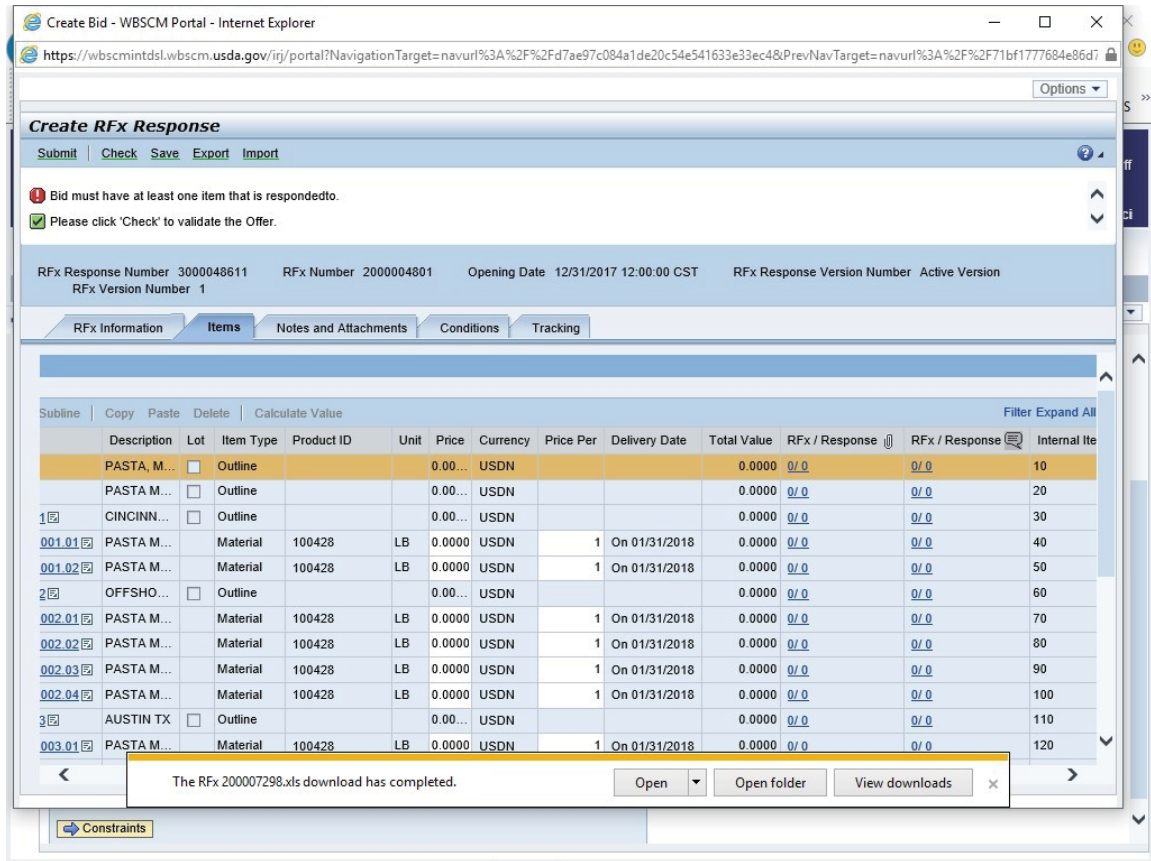 Create Bid - WBSCM Portal - Internet Explorer
https://wbscmintdsl.wbscm.usda.gov/irj/portal?NavigationTarget=navurl%3A%2F%2Fd7ae97c084a1de20c54e541633e33ec4&PrevNavTarget=navurl%3A%2F%2F71bf1777684e86d7
Options
S »
Create RFx Response
Submit Check Save Export Import
ff
Bid must have at least one item that is respondedto.
Please click 'Check' to validate the Offer.
ci
RFx Response Number 3000048611 RFx Number 2000004801 Opening Date 12/31/2017 12:00:00 CST RFx Response Version Number Active Version
RFx Version Number 1
RFx Information Items Notes and Attachments Conditions Tracking
Subline Copy Paste Delete Calculate Value Filter Expand All
Description Lot Item Type Product ID Unit Price Currency Price Per Delivery Date Total Value RFx / Response RFx / Response Internal Ite
PASTA, M... Outline 0.00... USDN 0.0000 0/ 0 0/ 0 10
PASTA M... Outline 0.00... USDN 0.0000 0/ 0 0/ 0 20
1 CINCINN... Outline 0.00... USDN 0.0000 0/ 0 0/ 0 30
001.01 PASTA M... Material 100428 LB 0.0000 USDN 1 On 01/31/2018 0.0000 0/ 0 0/ 0 40
001.02 PASTA M... Material 100428 LB 0.0000 USDN 1 On 01/31/2018 0.0000 0/ 0 0/ 0 50
2 OFFSHO... Outline 0.00... USDN 0.0000 0/ 0 0/ 0 60
002.01 PASTA M... Material 100428 LB 0.0000 USDN 1 On 01/31/2018 0.0000 0/ 0 0/ 0 70
002.02 PASTA M... Material 100428 LB 0.0000 USDN 1 On 01/31/2018 0.0000 0/ 0 0/ 0 80
002.03 PASTA M... Material 100428 LB 0.0000 USDN 1 On 01/31/2018 0.0000 0/ 0 0/ 0 90
002.04 PASTA M... Material 100428 LB 0.0000 USDN 1 On 01/31/2018 0.0000 0/ 0 0/ 0 100
3 AUSTIN TX Outline 0.00... USDN 0.0000 0/ 0 0/ 0 110
003.01 PASTA M... Material 100428 LB 0.0000 USDN 1 On 01/31/2018 0.0000 0/ 0 0/ 0 120
The RFx 200007298.xls download has completed. Open Open folder View downloads
Constraints